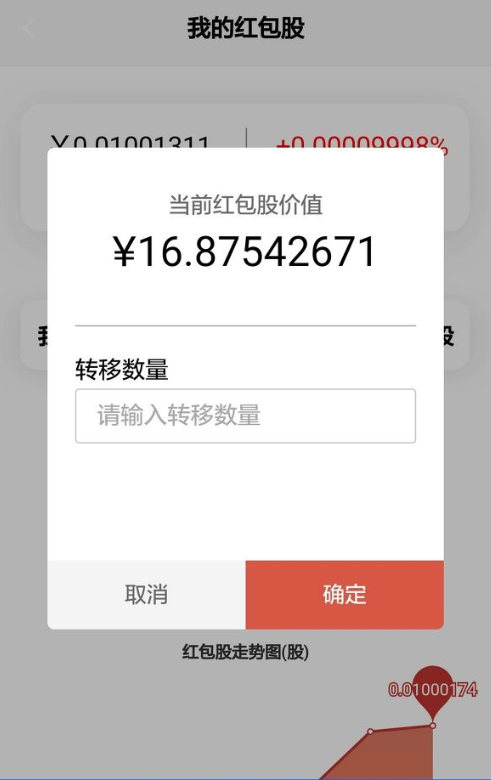 我的红包股
￥0.01001311
+0.00009998%
当前红包股价值
¥16.87542671
我
股
转移数量
请输入转移数量
取消
确定
红包股走势图(股)
0.01000174